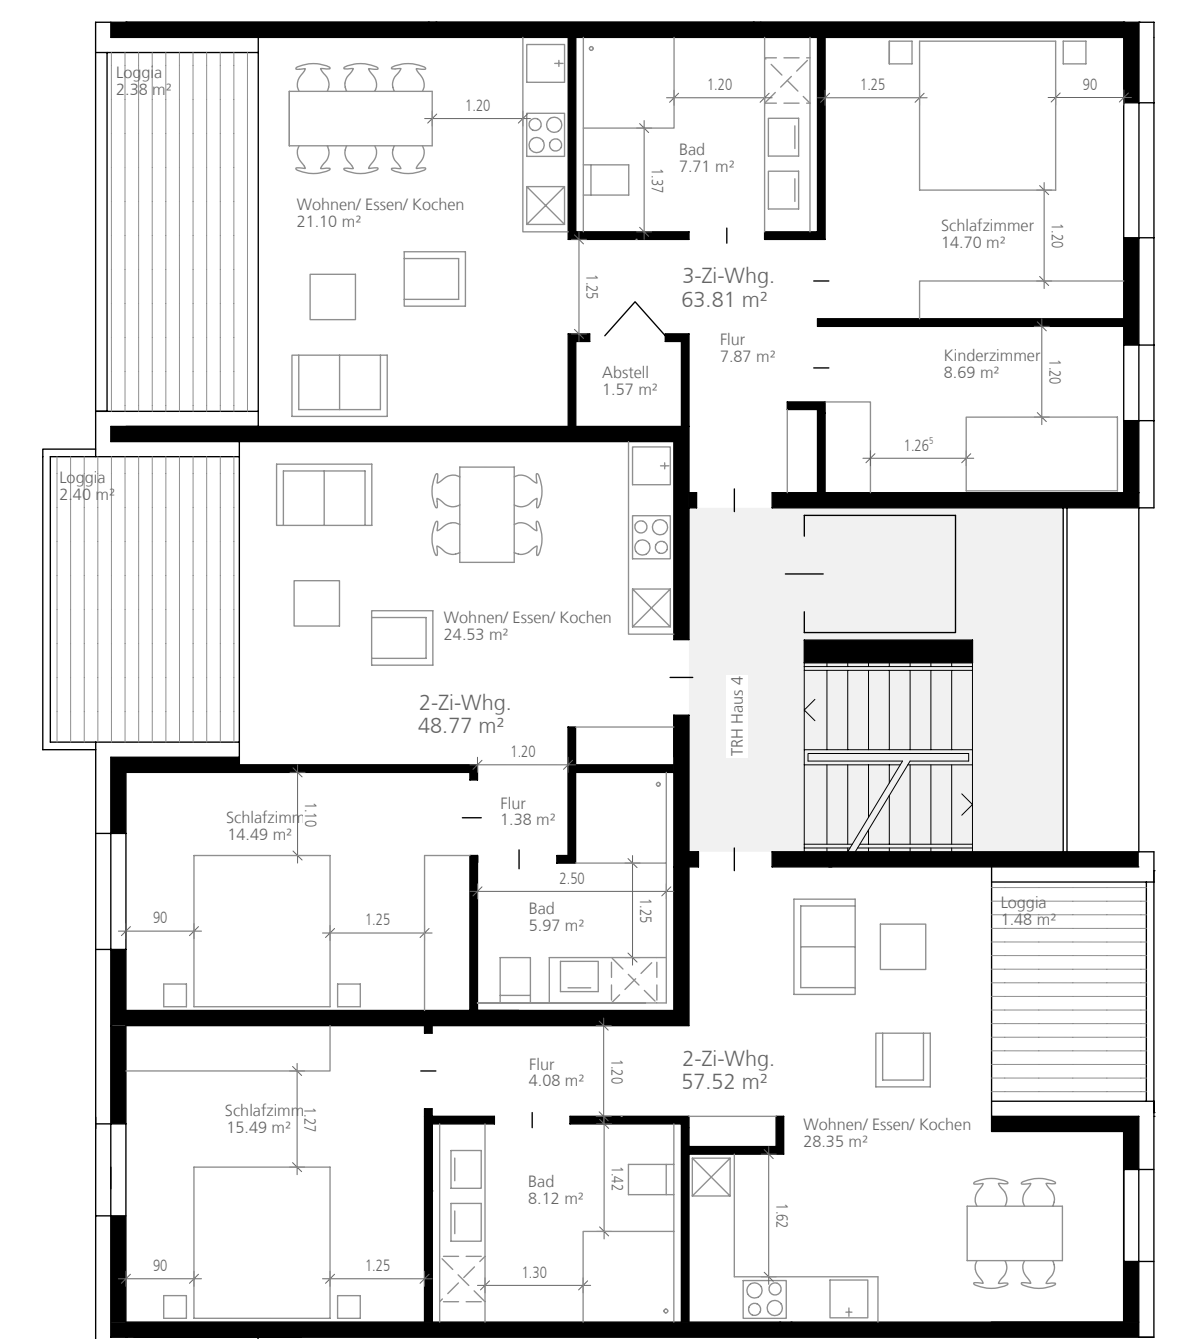 Loggia
2.38 m²
1.20
Wohnen/ Essen/ Kochen
21.10 m²
1.20
Bad
7.71 m²
1.37
1.25
90
Schlafzimmer
14.70 m²
1.20
1.25
3-Zi-Whg.
63.81 m²
Flur
7.87 m²
Abstell
1.57 m²
Kinderzimmer
8.69 m²
1.20
1.26⁵
Loggia
2.40 m²
Wohnen/ Essen/ Kochen
24.53 m²
2-Zi-Whg.
48.77 m²
TRH Haus 4
1.20
Schlafzimm
14.49 m²
1.10
Flur
1.38 m²
90
1.25
2.50
Bad
5.97 m²
1.25
Loggia
1.48 m²
Flur
4.08 m²
1.20
2-Zi-Whg.
57.52 m²
Schlafzimm
15.49 m²
1.27
Wohnen/ Essen/ Kochen
28.35 m²
Bad
8.12 m²
1.42
1.62
90
1.25
1.30